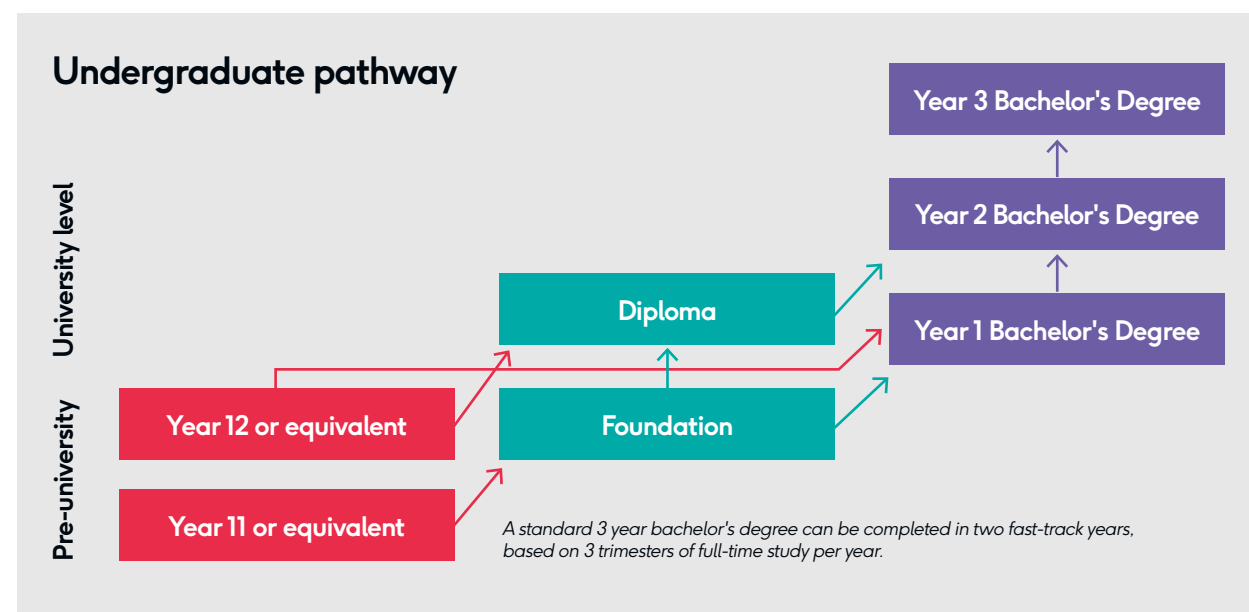 Undergraduate pathway
Year 3 Bachelor's Degree
Year 2 Bachelor's Degree
University level
Diploma
Year 1 Bachelor's Degree
Year 12 or equivalent
Foundation
Pre-university
Year 11 or equivalent
A standard 3 year bachelor's degree can be completed in two fast-track years,
based on 3 trimesters of full-time study per year.